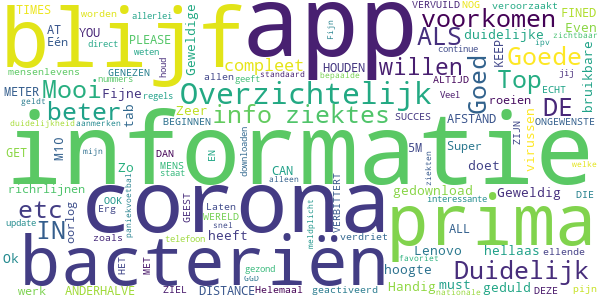 TIMES worden allerlei Geweldige VERVUILD NOG veroorzaakt
blijf app voorkomen FINED
AT YOU PLEASE ALS duidelijke Even
Eén direct weten willen KEEP zichtbaar
mensenlevens GENEZEN HOUDEN compleet Goed Goede
Mooi houd allen continue ipv
nummers geeft standaard bepaalde ALTIJD jij bruikbare
METER Fijne regels Overzichtelijk Top
beter geldt Zeer Veel roeien ECHT
duidelijkheid aanmerken tab BEGINNEN info ziektes SUCCES DE ONGEWENSTE
informatie AFSTAND virussen ZIJN
GET M10 mijn DAN downloaden 5M Super
Zo MENS EN CAN ziekten doet welke
richrlijnen staat alleen gedownload Geweldig DIE
etc corona prima interessante
OOK GEEST Laten VERBITTERT
update IN Erg paniekvoetbal WERELD meldplicht verdriet ALL
oorlog zoals heeft snel Lenovo hellaas ellende
Ok HET telefoon favoriet hoogte Duidelijk
bacteriën gezond GGD must geduld DEZE
MET Helemaal geactiveerd Handig nationale
werk ANDERHALVE ZIEL DISTANCE Fijn pijn